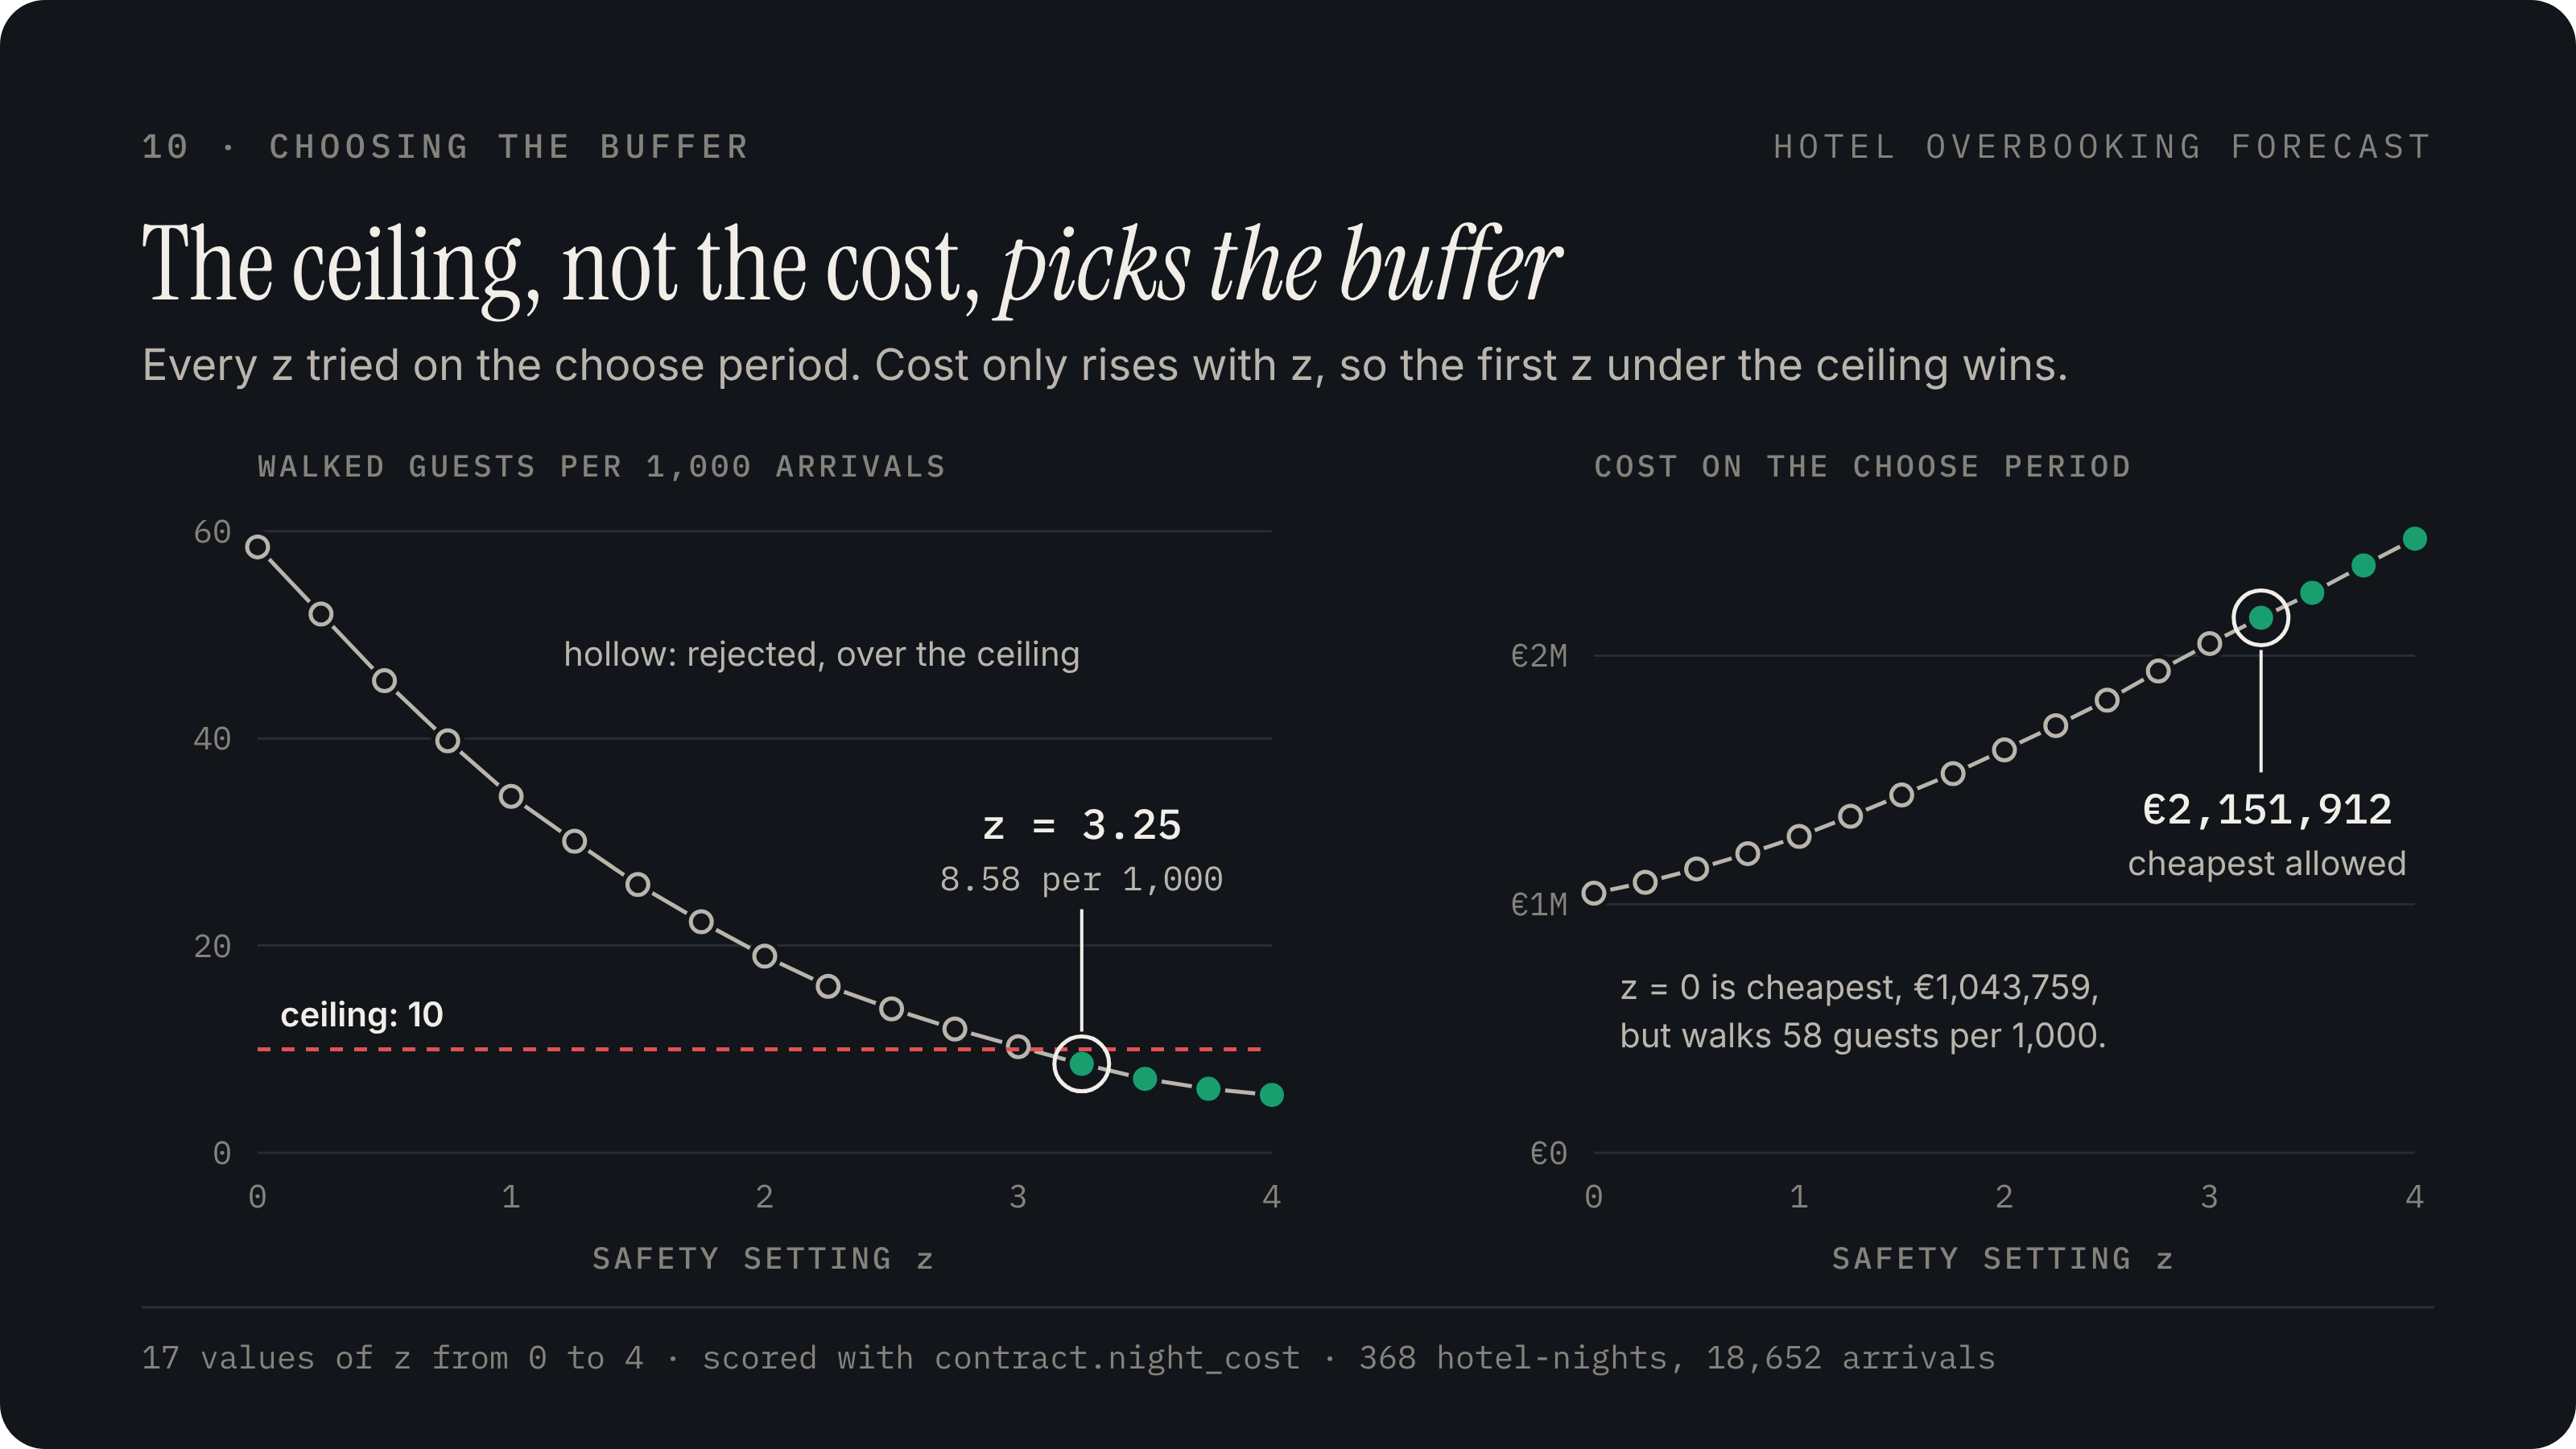 10 · CHOOSING THE BUFFER
HOTEL OVERBOOKING FORECAST
The ceiling, not the cost, picks the buffer
Every z tried on the choose period. Cost only rises with z, so the first z under the ceiling wins.
WALKED GUESTS PER 1,000 ARRIVALS
60
40
20
0
hollow: rejected, over the ceiling
z = 3.25
8.58 per 1,000
ceiling: 10
0 1 2 3 4
SAFETY SETTING z
COST ON THE CHOOSE PERIOD
€2M
€1M
€0
€2,151,912
cheapest allowed
z = 0 is cheapest, €1,043,759,
but walks 58 guests per 1,000.
0 1 2 3 4
SAFETY SETTING z
17 values of z from 0 to 4 · scored with contract.night_cost · 368 hotel-nights, 18,652 arrivals